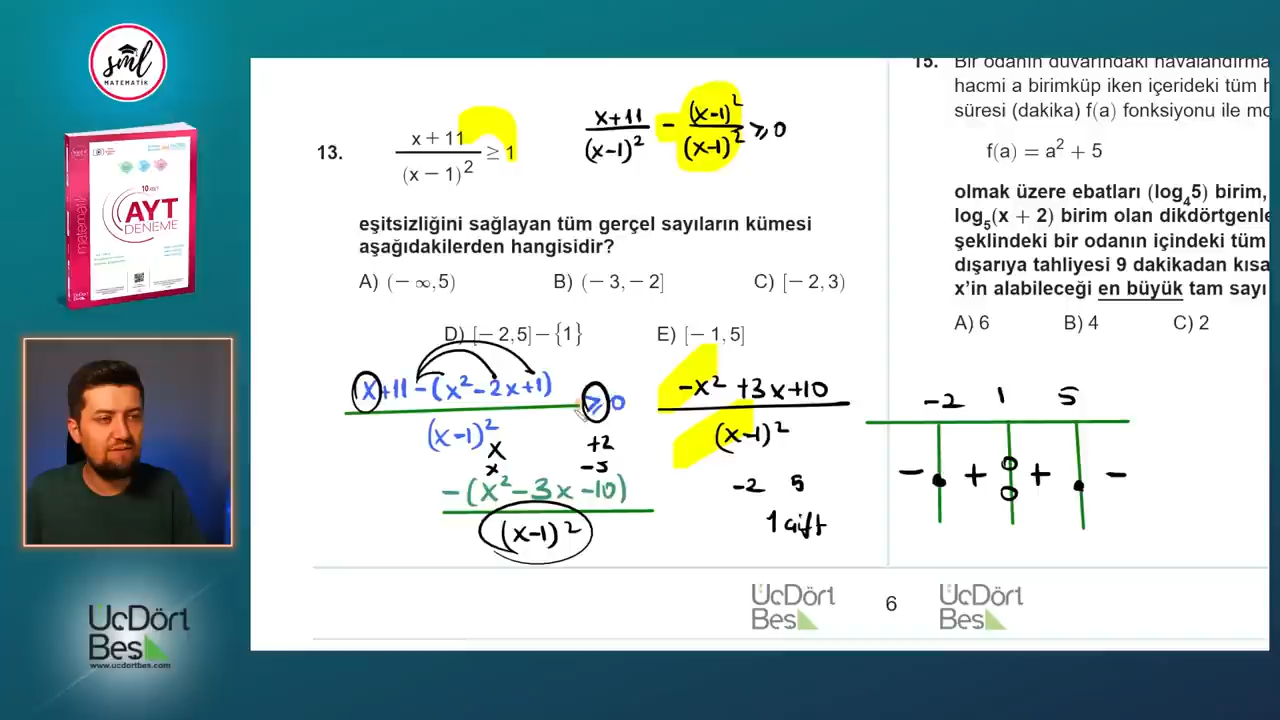 sml
MATEMATİK
matematik
10 ADET
AYT
DENEME
ÜçDört
Beş
www.ucdortbes.com
13. x + 11 / (x − 1)² ≥ 1
x+11 / (x-1)² - (x-1)² / (x-1)² ≥ 0
eşitsizliğini sağlayan tüm gerçel sayıların kümesi
aşağıdakilerden hangisidir?
A) (− ∞, 5) B) (− 3, − 2] C) [− 2, 3)
D) [− 2, 5] − {1} E) [− 1, 5]
x+11 -(x² - 2x+1) / (x-1)² ≥ 0
x +2
x -5
-(x² -3x -10) / (x-1)²
-x² +3x+10 / (x-1)²
-2 5
1 çift
-2 1 5
- + + -
15. Bir odanın duvarındaki havalandırma
hacmi a birimküp iken içerideki tüm h
süresi (dakika) f(a) fonksiyonu ile mo
f(a) = a² + 5
olmak üzere ebatları (log₄5) birim,
log₅(x + 2) birim olan dikdörtgenle
şeklindeki bir odanın içindeki tüm
dışarıya tahliyesi 9 dakikadan kısa
x'in alabileceği en büyük tam sayı
A) 6 B) 4 C) 2
ÜçDört
Beş
6
ÜçDört
Beş